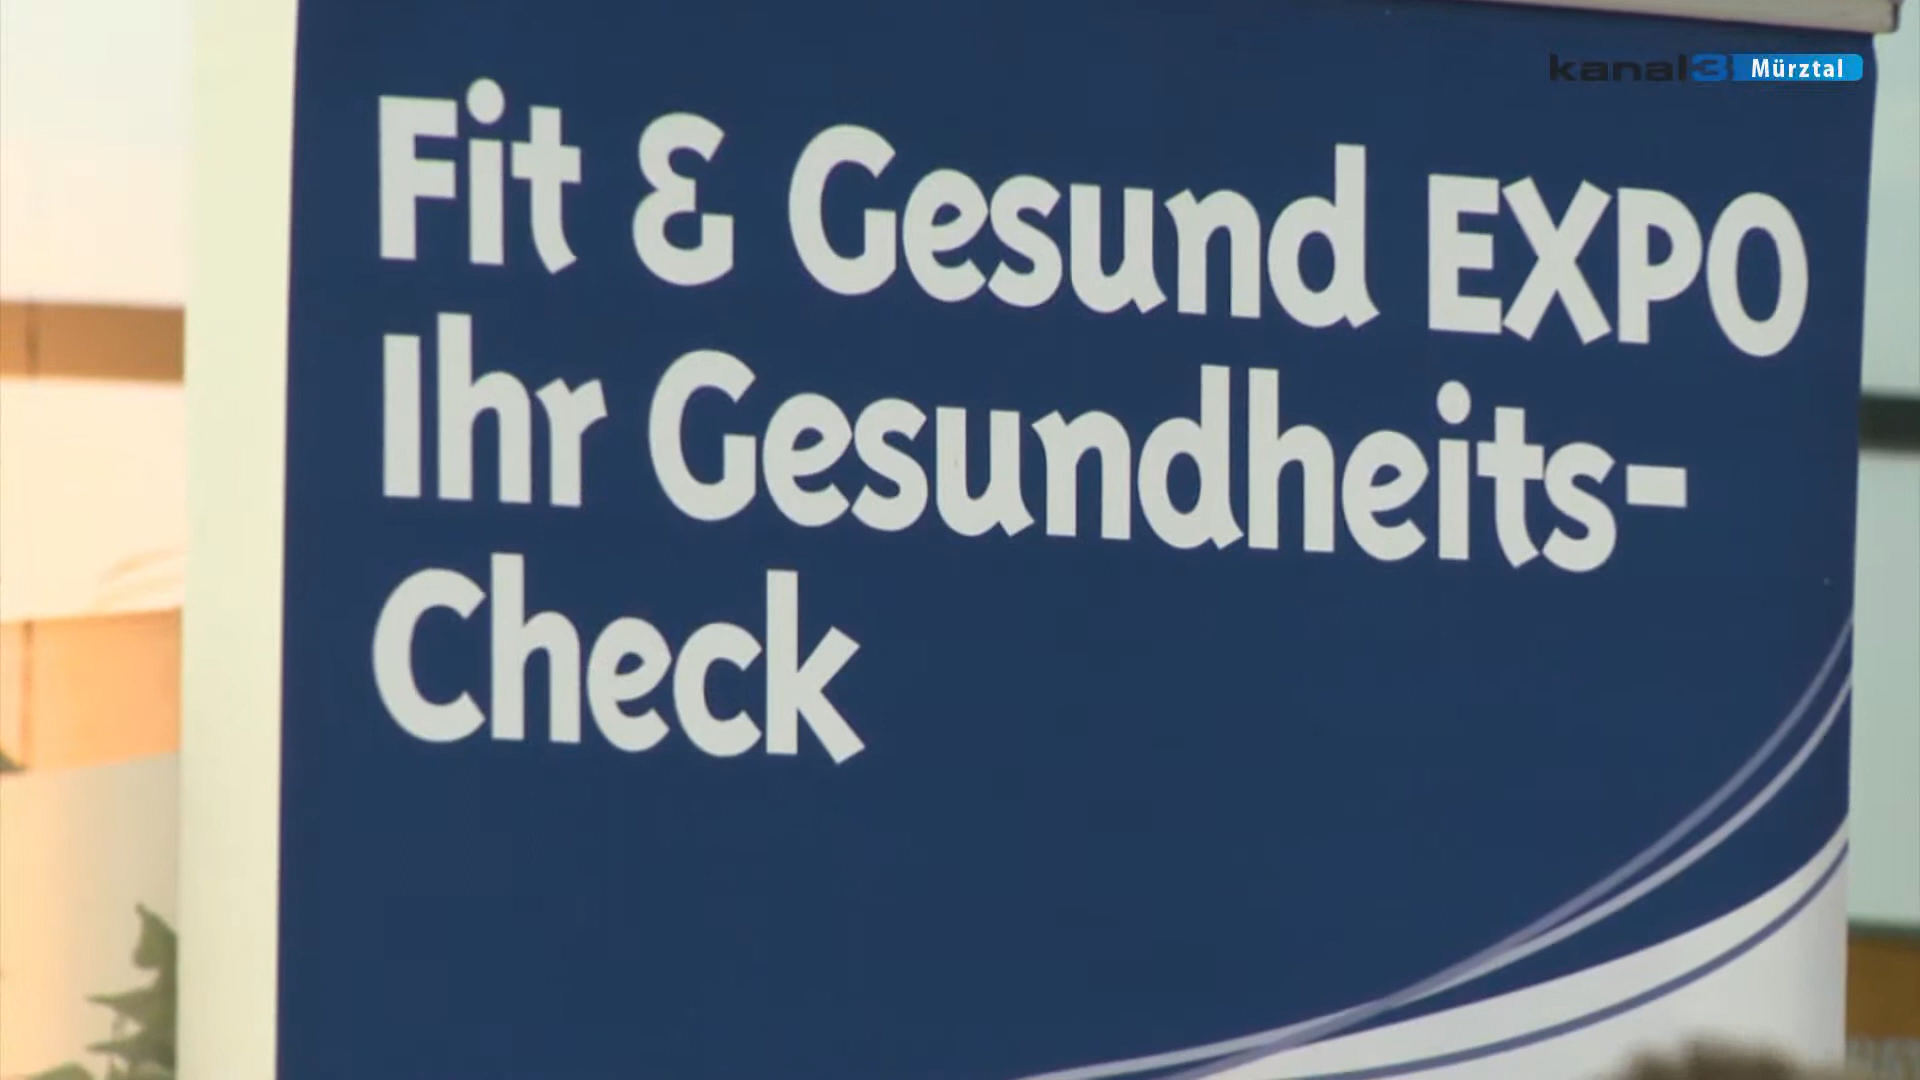 kanal3 Mürztal
Fit & Gesund EXPO
Ihr Gesundheits-
Check